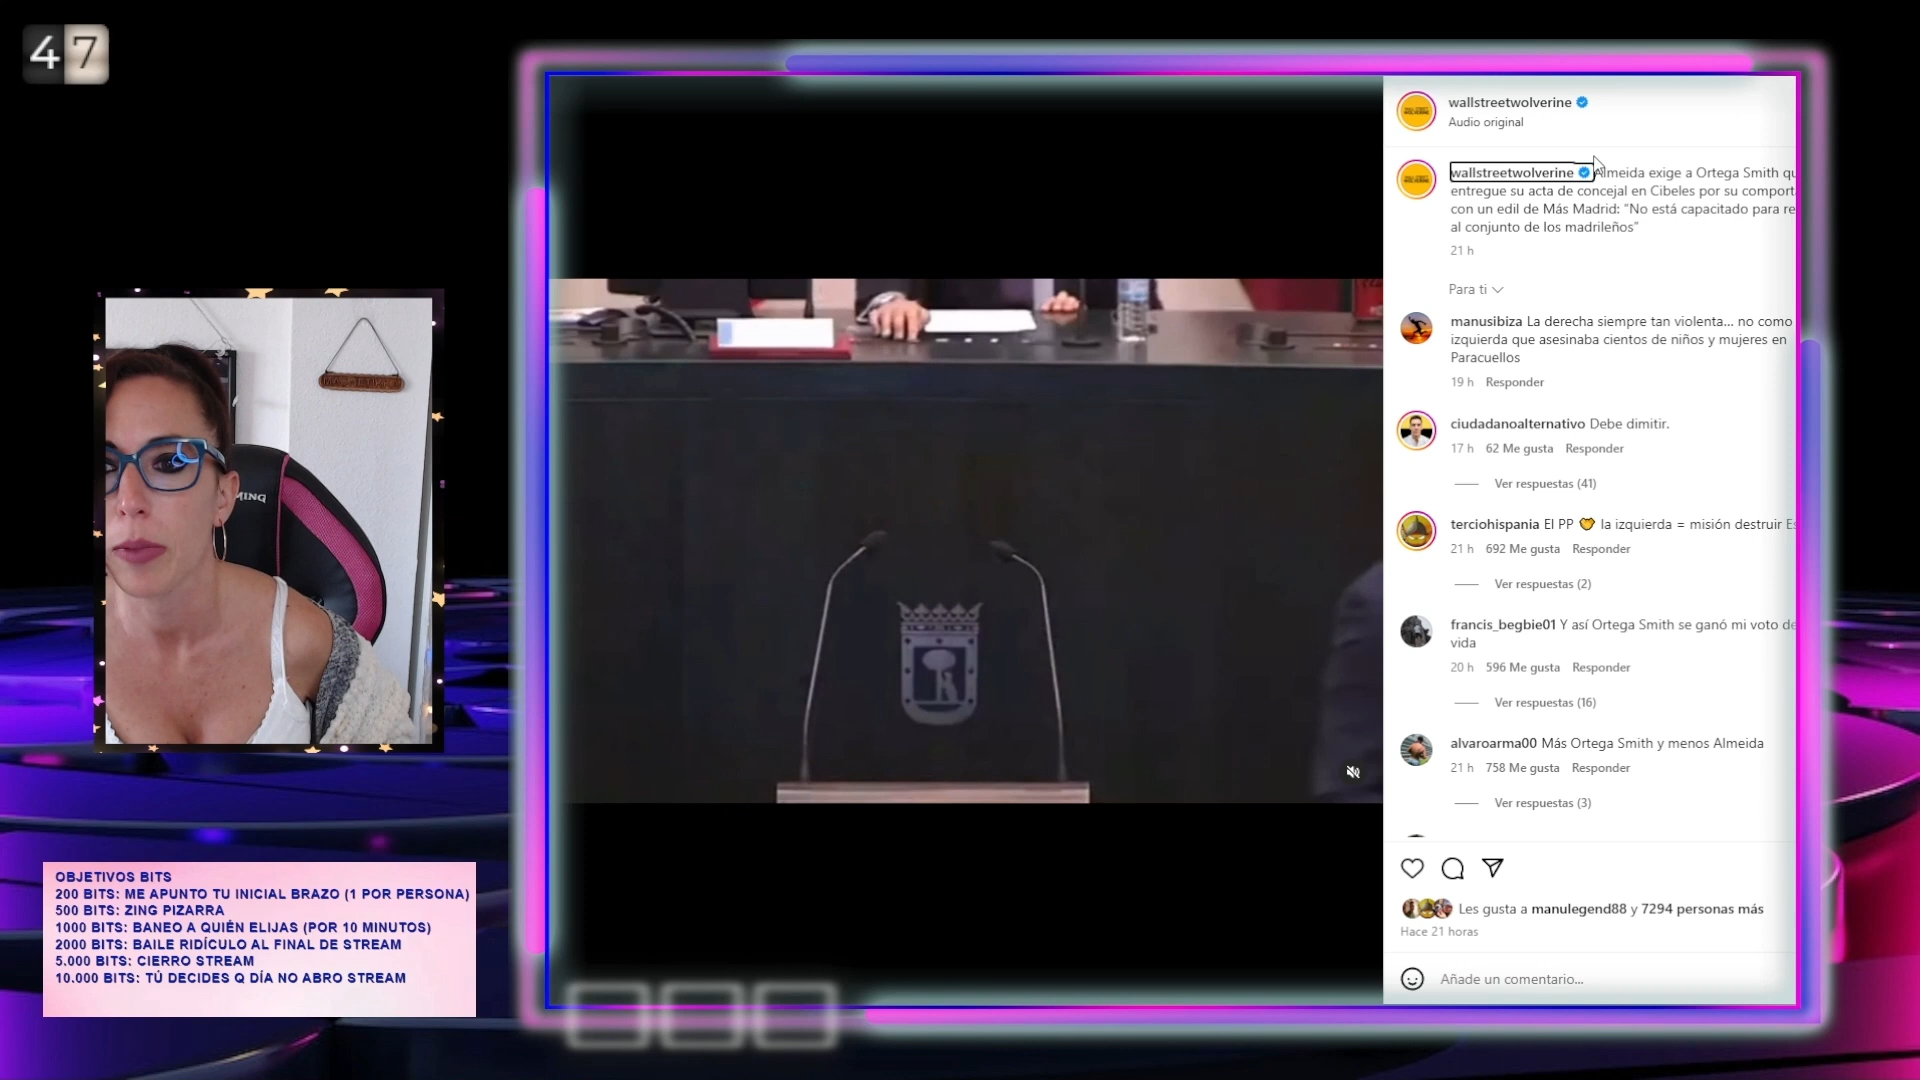 47
wallstreetwolverine
Audio original
wallstreetwolverine Almeida exige a Ortega Smith qu
entregue su acta de concejal en Cibeles por su comport
con un edil de Más Madrid: “No está capacitado para re
al conjunto de los madrileños”
21 h
Para ti
manusibiza La derecha siempre tan violenta... no como
izquierda que asesinaba cientos de niños y mujeres en
Paracuellos
19 h Responder
ciudadanoalternativo Debe dimitir.
17 h 62 Me gusta Responder
Ver respuestas (41)
terciohispania El PP la izquierda = misión destruir Es
21 h 692 Me gusta Responder
Ver respuestas (2)
francis_begbie01 Y así Ortega Smith se ganó mi voto de
vida
20 h 596 Me gusta Responder
Ver respuestas (16)
alvaroarma00 Más Ortega Smith y menos Almeida
21 h 758 Me gusta Responder
Ver respuestas (3)
Les gusta a manulegend88 y 7294 personas más
Hace 21 horas
Añade un comentario...
MING
OBJETIVOS BITS
200 BITS: ME APUNTO TU INICIAL BRAZO (1 POR PERSONA)
500 BITS: ZING PIZARRA
1000 BITS: BANEO A QUIÉN ELIJAS (POR 10 MINUTOS)
2000 BITS: BAILE RIDÍCULO AL FINAL DE STREAM
5.000 BITS: CIERRO STREAM
10.000 BITS: TÚ DECIDES Q DÍA NO ABRO STREAM